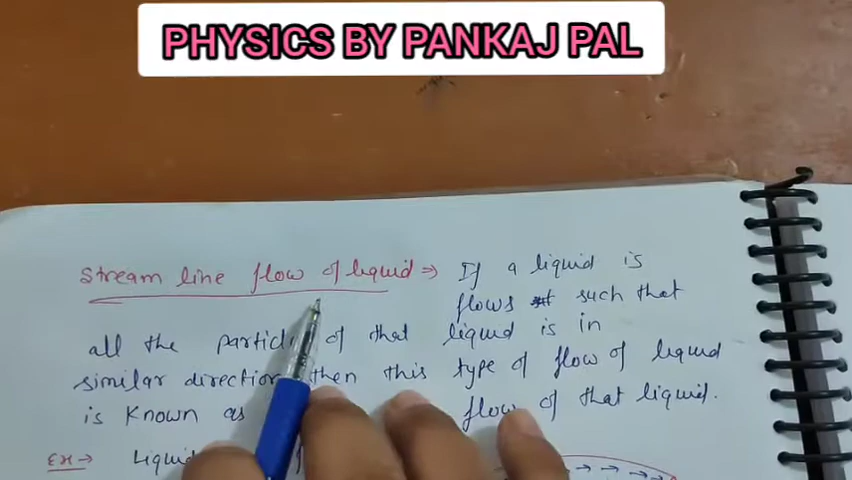 PHYSICS BY PANKAJ PAL
Stream line flow of liquid ⇒ If a liquid is
flows such that
all the particl of that liquid is in
similar direction then this type of flow of liquid
is known as flow of that liquid.
Ex → Liquid